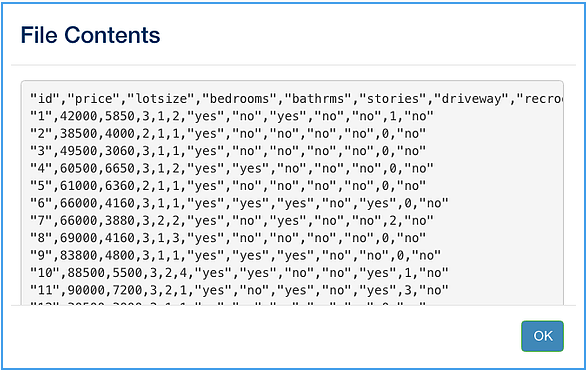 File Contents
"id","price","lotsize","bedrooms","bathrms","stories","driveway","recroo
"1",42000,5850,3,1,2,"yes","no","yes","no","no",1,"no"
"2",38500,4000,2,1,1,"yes","no","no","no","no",0,"no"
"3",49500,3060,3,1,1,"yes","no","no","no","no",0,"no"
"4",60500,6650,3,1,2,"yes","yes","no","no","no",0,"no"
"5",61000,6360,2,1,1,"yes","no","no","no","no",0,"no"
"6",66000,4160,3,1,1,"yes","yes","yes","no","yes",0,"no"
"7",66000,3880,3,2,2,"yes","no","yes","no","no",2,"no"
"8",69000,4160,3,1,3,"yes","no","no","no","no",0,"no"
"9",83800,4800,3,1,1,"yes","yes","yes","no","no",0,"no"
"10",88500,5500,3,2,4,"yes","yes","no","no","yes",1,"no"
"11",90000,7200,3,2,1,"yes","no","yes","no","yes",3,"no"
OK